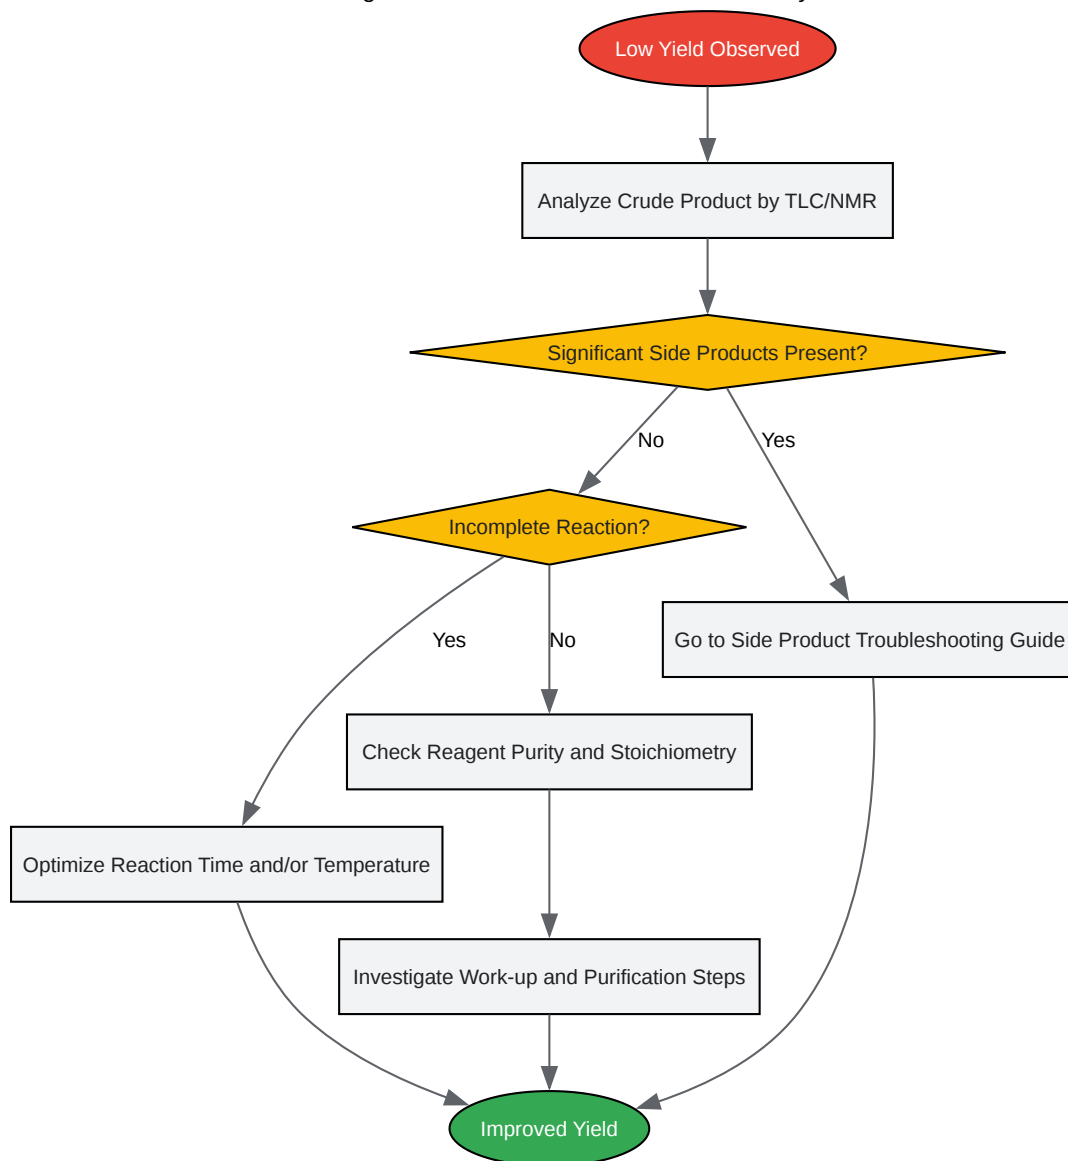 Low Yield Observed
Analyze Crude Product by TLC/NMR
Significant Side Products Present?
No
Yes
Incomplete Reaction?
Yes
No
Go to Side Product Troubleshooting Guide
Check Reagent Purity and Stoichiometry
Optimize Reaction Time and/or Temperature
Investigate Work-up and Purification Steps
Improved Yield